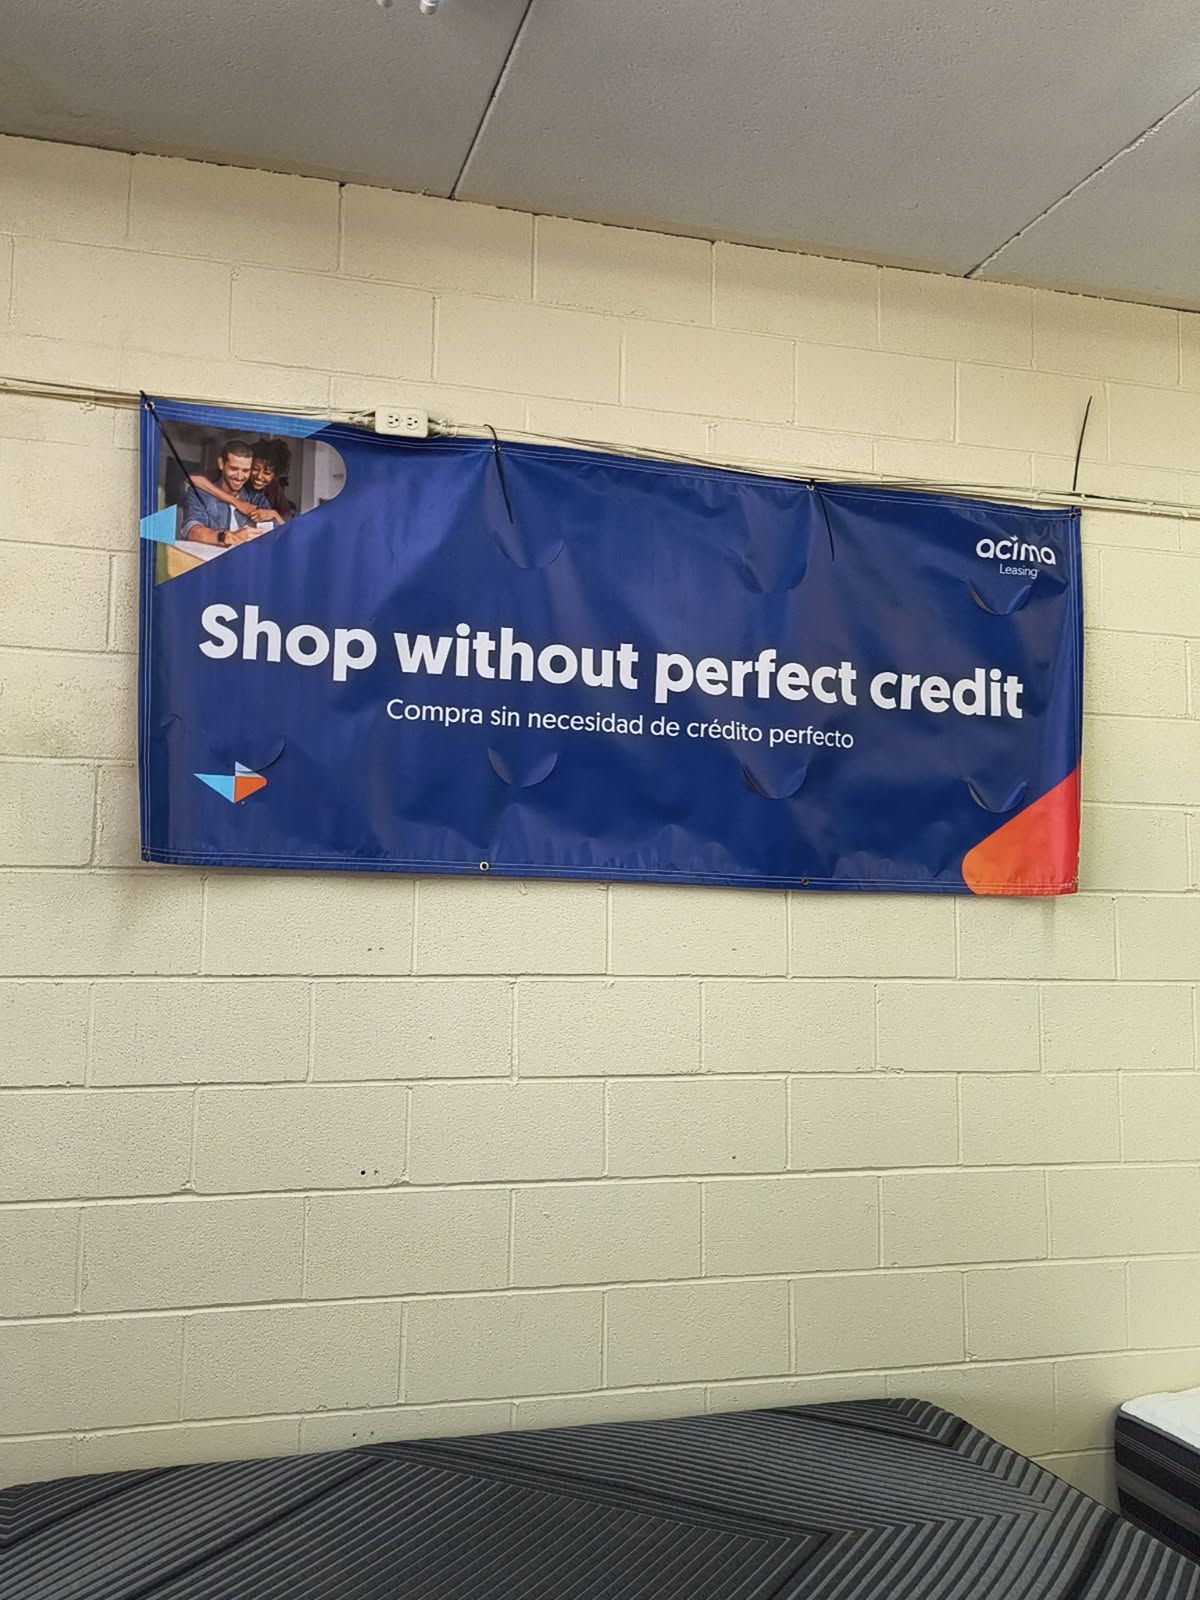 acima
Leasing
Shop without perfect credit
Compra sin necesidad de crédito perfecto